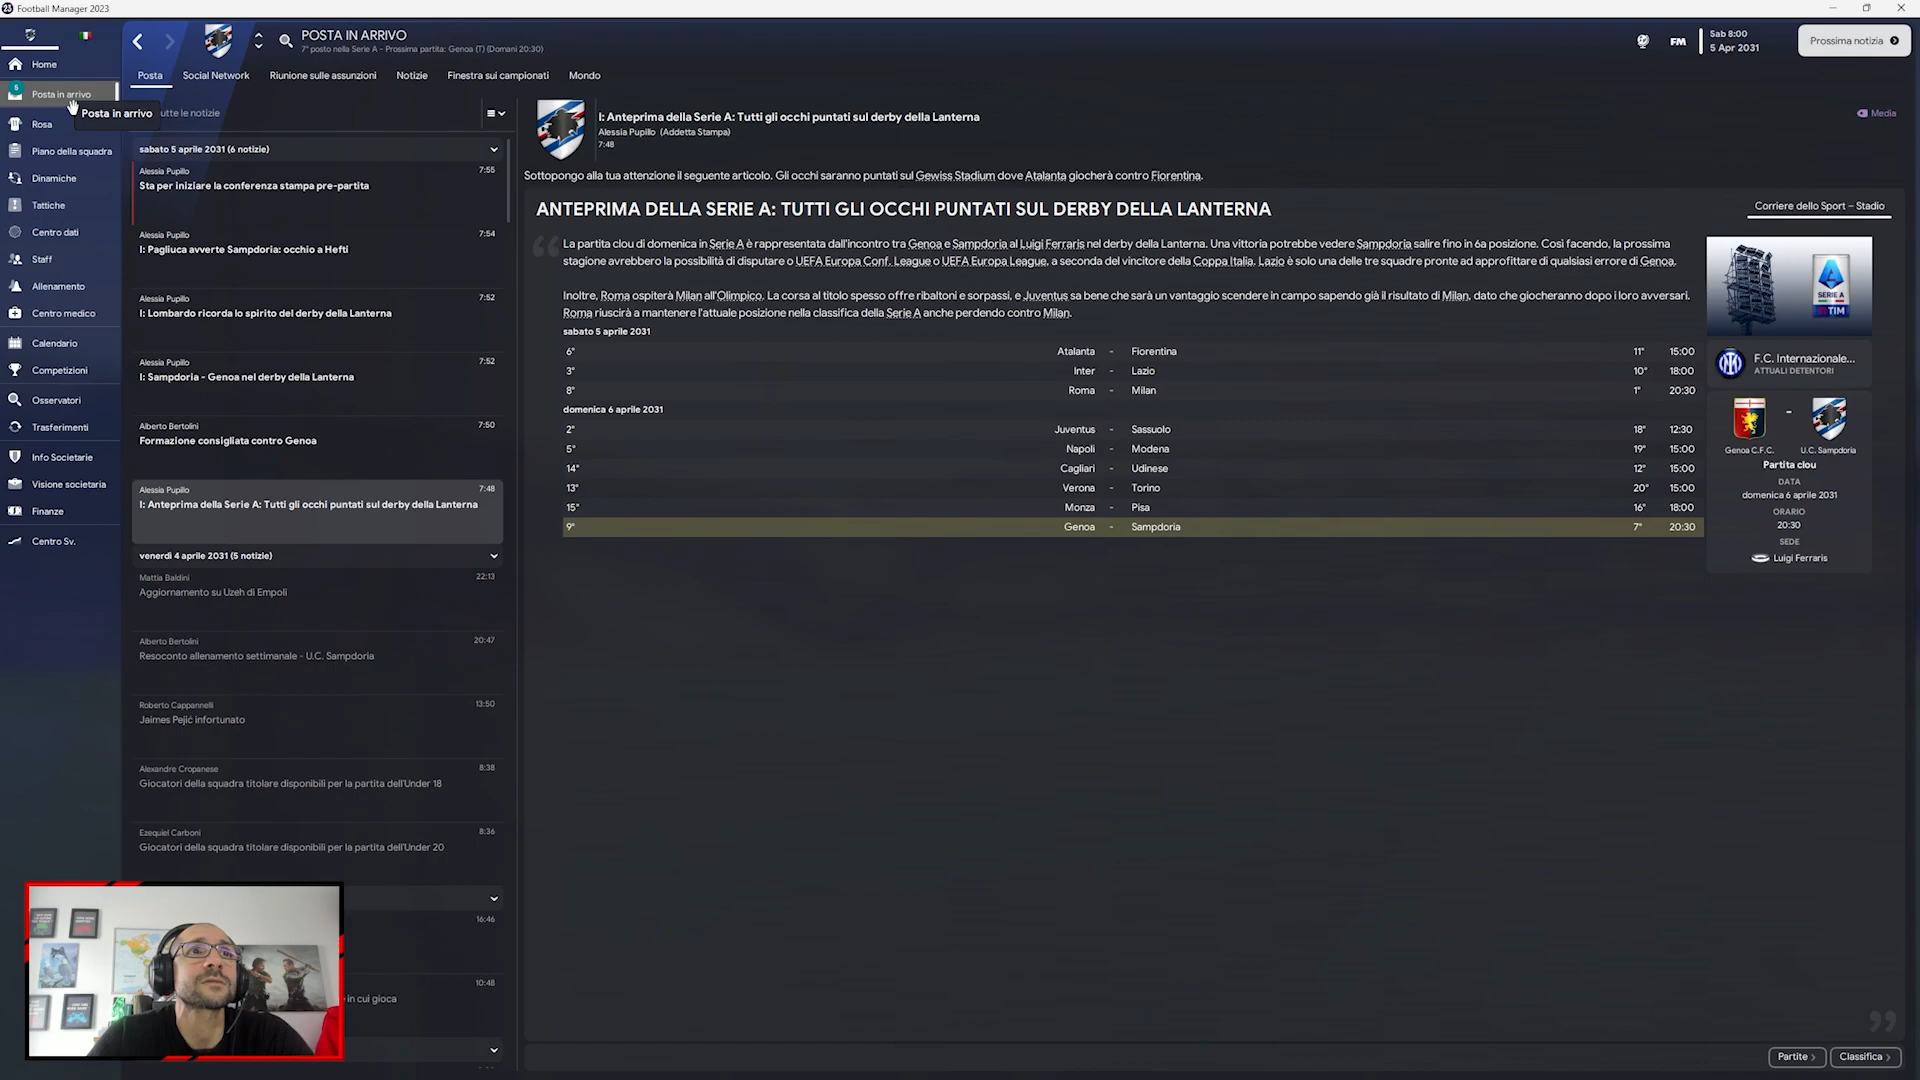 Football Manager 2023
POSTA IN ARRIVO
7° posto nella Serie A - Prossima partita: Genoa (T) (Domani 20:30)
FM
Sab 8:00
5 Apr 2031
Prossima notizia
Posta
Social Network
Riunione sulle assunzioni
Notizie
Finestra sui campionati
Mondo
Home
5
Posta in arrivo
Posta in arrivo
Rosa
Piano della squadra
Dinamiche
Tattiche
Centro dati
Staff
Allenamento
Centro medico
Calendario
Competizioni
Osservatori
Trasferimenti
Info Societarie
Visione societaria
Finanze
Centro Sv.
utte le notizie
sabato 5 aprile 2031 (6 notizie)
Alessia Pupillo 7:55
Sta per iniziare la conferenza stampa pre-partita
Alessia Pupillo 7:54
I: Pagliuca avverte Sampdoria: occhio a Hefti
Alessia Pupillo 7:52
I: Lombardo ricorda lo spirito del derby della Lanterna
Alessia Pupillo 7:52
I: Sampdoria - Genoa nel derby della Lanterna
Alberto Bertolini 7:50
Formazione consigliata contro Genoa
Alessia Pupillo 7:48
I: Anteprima della Serie A: Tutti gli occhi puntati sul derby della Lanterna
venerdì 4 aprile 2031 (5 notizie)
Mattia Baldini 22:13
Aggiornamento su Uzeh di Empoli
Alberto Bertolini 20:47
Resoconto allenamento settimanale - U.C. Sampdoria
Roberto Cappannelli 13:50
Jaimes Pejić infortunato
Alexandre Cropanese 8:38
Giocatori della squadra titolare disponibili per la partita dell'Under 18
Ezequiel Carboni 8:36
Giocatori della squadra titolare disponibili per la partita dell'Under 20
16:46
10:48
in cui gioca
I: Anteprima della Serie A: Tutti gli occhi puntati sul derby della Lanterna
Alessia Pupillo (Addetta Stampa)
7:48
Media
Sottopongo alla tua attenzione il seguente articolo. Gli occhi saranno puntati sul Gewiss Stadium dove Atalanta giocherà contro Fiorentina.
ANTEPRIMA DELLA SERIE A: TUTTI GLI OCCHI PUNTATI SUL DERBY DELLA LANTERNA
Corriere dello Sport – Stadio
La partita clou di domenica in Serie A è rappresentata dall'incontro tra Genoa e Sampdoria al Luigi Ferraris nel derby della Lanterna. Una vittoria potrebbe vedere Sampdoria salire fino in 6a posizione. Così facendo, la prossima
stagione avrebbero la possibilità di disputare o UEFA Europa Conf. League o UEFA Europa League, a seconda del vincitore della Coppa Italia. Lazio è solo una delle tre squadre pronte ad approfittare di qualsiasi errore di Genoa.
Inoltre, Roma ospiterà Milan all'Olimpico. La corsa al titolo spesso offre ribaltoni e sorpassi, e Juventus sa bene che sarà un vantaggio scendere in campo sapendo già il risultato di Milan, dato che giocheranno dopo i loro avversari.
Roma riuscirà a mantenere l'attuale posizione nella classifica della Serie A anche perdendo contro Milan.
sabato 5 aprile 2031
6° Atalanta - Fiorentina 11° 15:00
3° Inter - Lazio 10° 18:00
8° Roma - Milan 1° 20:30
domenica 6 aprile 2031
2° Juventus - Sassuolo 18° 12:30
5° Napoli - Modena 19° 15:00
14° Cagliari - Udinese 12° 15:00
13° Verona - Torino 20° 15:00
15° Monza - Pisa 16° 18:00
9° Genoa - Sampdoria 7° 20:30
SERIE A
TIM
F.C. Internazionale...
ATTUALI DETENTORI
-
Genoa C.F.C. U.C. Sampdoria
Partita clou
DATA
domenica 6 aprile 2031
ORARIO
20:30
SEDE
Luigi Ferraris
Partite
Classifica